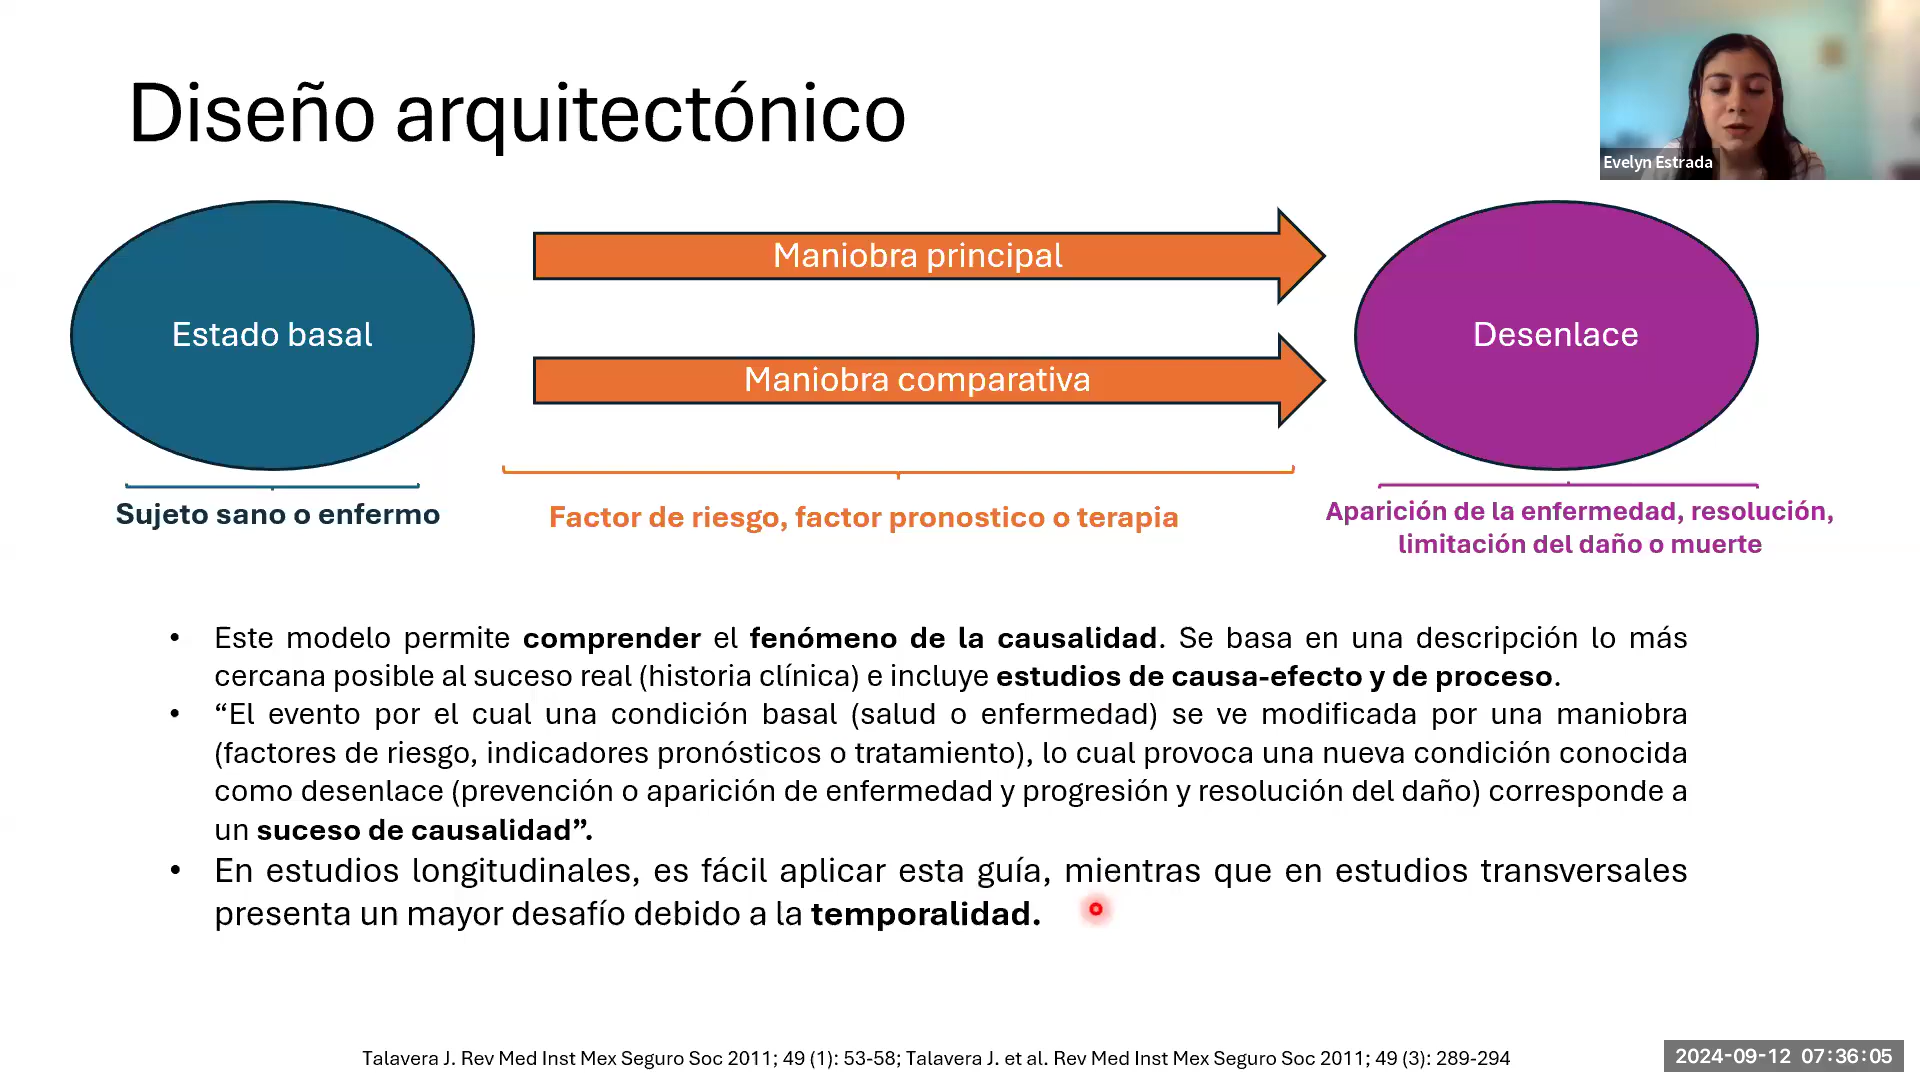 Diseño arquitectónico
Evelyn Estrada
Maniobra principal
Estado basal
Desenlace
Maniobra comparativa
Sujeto sano o enfermo
Factor de riesgo, factor pronostico o terapia
Aparición de la enfermedad, resolución,
limitación del daño o muerte
• Este modelo permite comprender el fenómeno de la causalidad. Se basa en una descripción lo más
cercana posible al suceso real (historia clínica) e incluye estudios de causa-efecto y de proceso.
• “El evento por el cual una condición basal (salud o enfermedad) se ve modificada por una maniobra
(factores de riesgo, indicadores pronósticos o tratamiento), lo cual provoca una nueva condición conocida
como desenlace (prevención o aparición de enfermedad y progresión y resolución del daño) corresponde a
un suceso de causalidad”.
• En estudios longitudinales, es fácil aplicar esta guía, mientras que en estudios transversales
presenta un mayor desafío debido a la temporalidad.
Talavera J. Rev Med Inst Mex Seguro Soc 2011; 49 (1): 53-58; Talavera J. et al. Rev Med Inst Mex Seguro Soc 2011; 49 (3): 289-294
2024-09-12 07:36:05